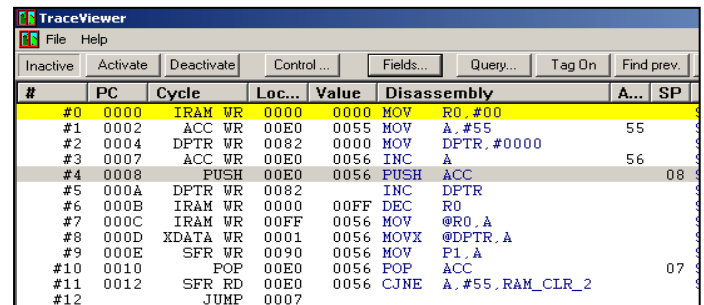 TraceViewer
File Help
Inactive Activate Deactivate Control ... Fields... Query... Tag On Find prev.
# PC Cycle Loc... Value Disassembly A... SP
#0 0000 IRAM WR 0000 0000 MOV R0,#00
#1 0002 ACC WR 00E0 0055 MOV A,#55 55
#2 0004 DPTR WR 0082 0000 MOV DPTR,#0000
#3 0007 ACC WR 00E0 0056 INC A 56
#4 0008 PUSH 00E0 0056 PUSH ACC 08
#5 000A DPTR WR 0082 INC DPTR
#6 000B IRAM WR 0000 00FF DEC R0
#7 000C IRAM WR 00FF 0056 MOV @R0,A
#8 000D XDATA WR 0001 0056 MOVX @DPTR,A
#9 000E SFR WR 0090 0056 MOV P1,A
#10 0010 POP 00E0 0056 POP ACC 07
#11 0012 SFR RD 00E0 0056 CJNE A,#55,RAM_CLR_2
#12 JUMP 0007